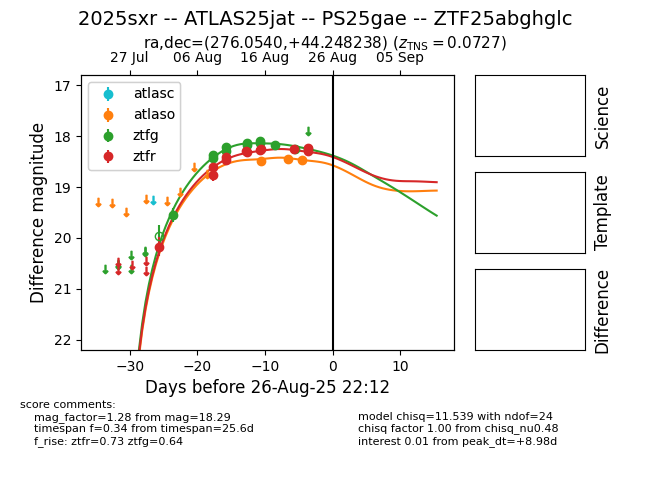 2025sxr -- ATLAS25jat -- PS25gae -- ZTF25abghglc
ra,dec=(276.0540,+44.248238) (z_TNS = 0.0727)
27 Jul 06 Aug 16 Aug 26 Aug 05 Sep
atlasc
atlaso
ztfg
ztfr
17
18
19
20
21
22
Difference magnitude
−30 −20 −10 0 10
Days before 26-Aug-25 22:12
Science
Template
Difference
score comments:
mag_factor=1.28 from mag=18.29
timespan f=0.34 from timespan=25.6d
f_rise: ztfr=0.73 ztfg=0.64
model chisq=11.539 with ndof=24
chisq factor 1.00 from chisq_nu0.48
interest 0.01 from peak_dt=+8.98d